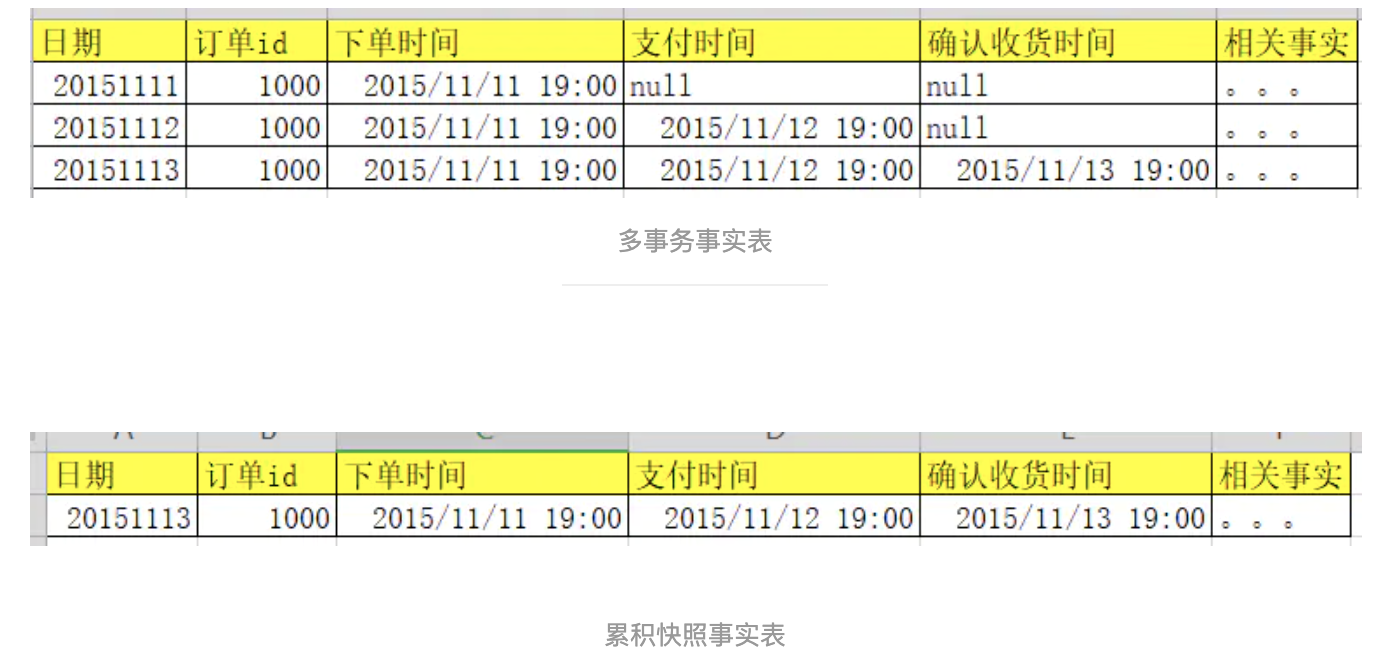 日期 订单id 下单时间 支付时间 确认收货时间 相关事实
20151111 1000 2015/11/11 19:00 null null 。。。
20151112 1000 2015/11/11 19:00 2015/11/12 19:00 null 。。。
20151113 1000 2015/11/11 19:00 2015/11/12 19:00 2015/11/13 19:00 。。。
多事务事实表
日期 订单id 下单时间 支付时间 确认收货时间 相关事实
20151113 1000 2015/11/11 19:00 2015/11/12 19:00 2015/11/13 19:00 。。。
累积快照事实表